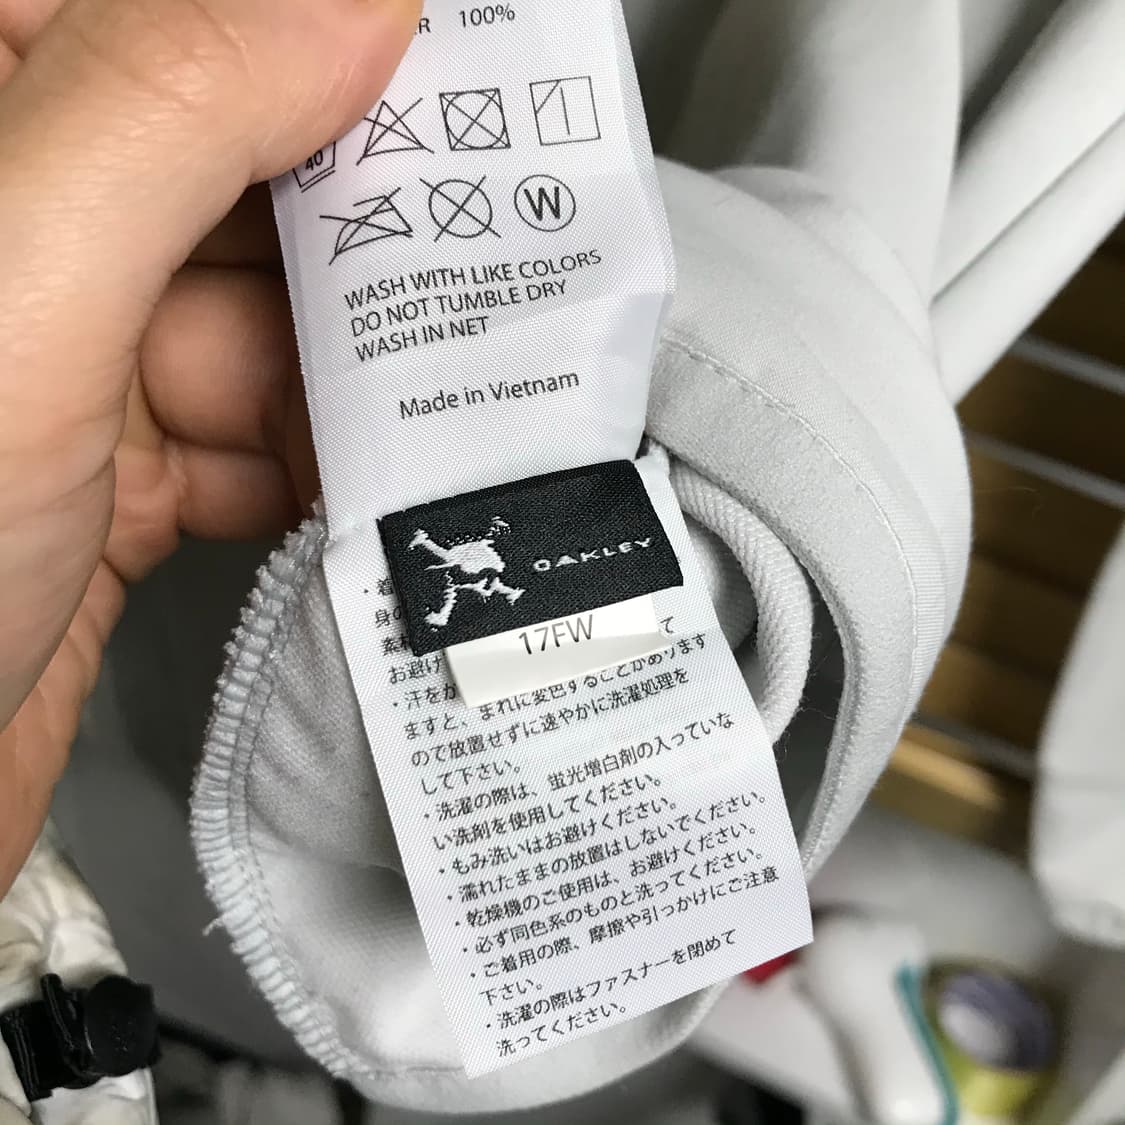 100%
40
W
WASH WITH LIKE COLORS
DO NOT TUMBLE DRY
WASH IN NET
Made in Vietnam
OAKLEY
17FW
て
お避け
・汗をか
まれに変色することがあります
ますと、
ので放置せずに速やかに洗濯処理を
して下さい。
・洗濯の際は、蛍光増白剤の入っていな
い洗剤を使用してください。
・もみ洗いはお避けください。
・濡れたままの放置はしないでください。
・乾燥機のご使用は、お避けください。
・必ず同色系のものと洗ってください。
・ご着用の際、摩擦や引っかけにご注意
下さい。
・洗濯の際はファスナーを閉めて
洗ってください。